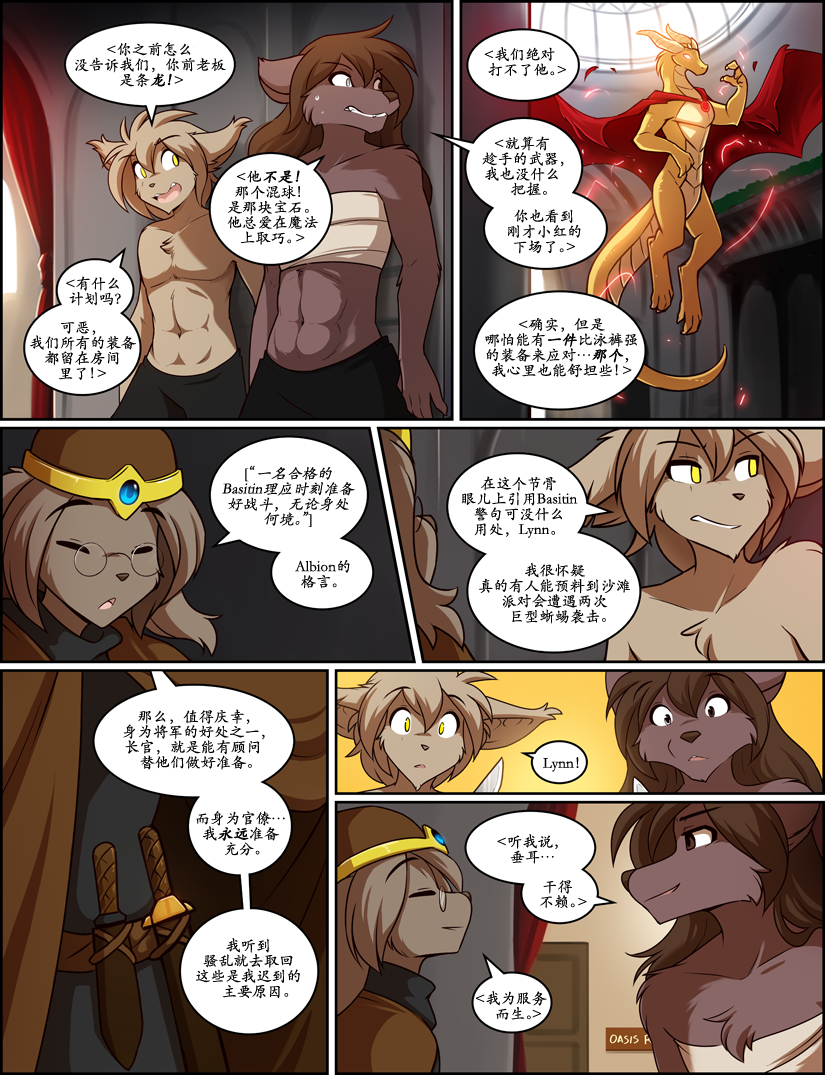 <你之前怎么
没告诉我们，你前老板
是条龙!>
<他不是!
那个混球!
是那块宝石。
他总爱在魔法
上取巧。>
<有什么
计划吗?
可恶，
我们所有的装备
都留在房间
里了!>
<我们绝对
打不了他。>
<就算有
趁手的武器，
我也没什么
把握。
你也看到
刚才小红的
下场了。>
<确实，但是
哪怕能有一件比泳裤强
的装备来应对…那个，
我心里也能舒坦些!>
[“一名合格的
Basitin理应时刻准备
好战斗，无论身处
何境。”]
Albion的
格言。
在这个节骨
眼儿上引用Basitin
警句可没什么
用处，Lynn。
我很怀疑
真的有人能预料到沙滩
派对会遭遇两次
巨型蜥蜴袭击。
那么，值得庆幸，
身为将军的好处之一，
长官，就是能有顾问
替他们做好准备。
而身为官僚…
我永远准备
充分。
我听到
骚乱就去取回
这些是我迟到的
主要原因。
Lynn!
<听我说，
垂耳…
干得
不赖。>
<我为服务
而生。>
OASIS R